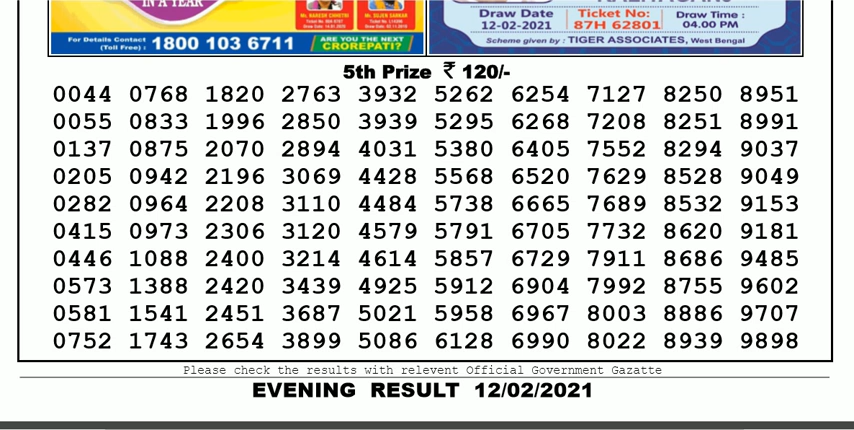 IN A YEAR
For Details Contact
(Toll Free) : 1800 103 6711
ARE YOU THE NEXT
CROREPATI?
Draw Date
12-02-2021
Ticket No:
87H 62801
Draw Time :
04.00 PM
Scheme given by : TIGER ASSOCIATES, West Bengal
5th Prize ₹ 120/-
0044 0768 1820 2763 3932 5262 6254 7127 8250 8951
0055 0833 1996 2850 3939 5295 6268 7208 8251 8991
0137 0875 2070 2894 4031 5380 6405 7552 8294 9037
0205 0942 2196 3069 4428 5568 6520 7629 8528 9049
0282 0964 2208 3110 4484 5738 6665 7689 8532 9153
0415 0973 2306 3120 4579 5791 6705 7732 8620 9181
0446 1088 2400 3214 4614 5857 6729 7911 8686 9485
0573 1388 2420 3439 4925 5912 6904 7992 8755 9602
0581 1541 2451 3687 5021 5958 6967 8003 8886 9707
0752 1743 2654 3899 5086 6128 6990 8022 8939 9898
Please check the results with relevent Official Government Gazatte
EVENING RESULT 12/02/2021